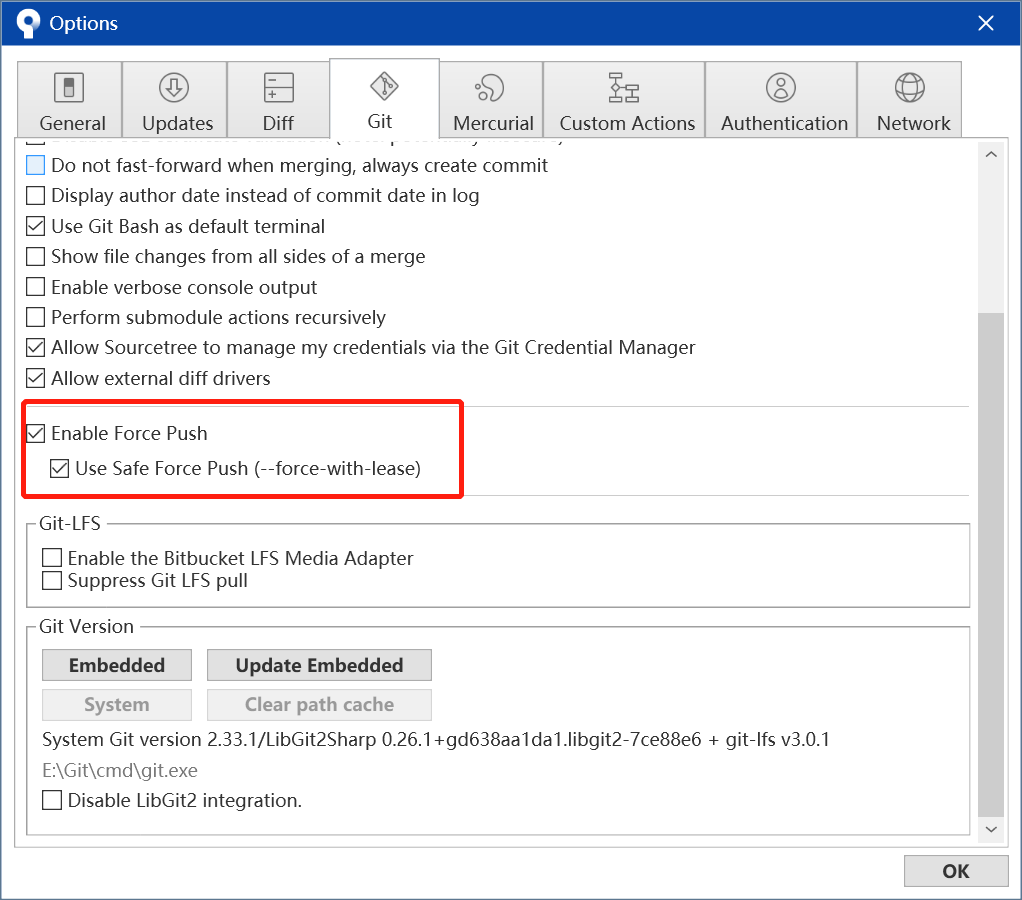 Options
General
Updates
Diff
Git
Mercurial
Custom Actions
Authentication
Network
Do not fast-forward when merging, always create commit
Display author date instead of commit date in log
Use Git Bash as default terminal
Show file changes from all sides of a merge
Enable verbose console output
Perform submodule actions recursively
Allow Sourcetree to manage my credentials via the Git Credential Manager
Allow external diff drivers
Enable Force Push
Use Safe Force Push (--force-with-lease)
Git-LFS
Enable the Bitbucket LFS Media Adapter
Suppress Git LFS pull
Git Version
Embedded
Update Embedded
System
Clear path cache
System Git version 2.33.1/LibGit2Sharp 0.26.1+gd638aa1da1.libgit2-7ce88e6 + git-lfs v3.0.1
E:\Git\cmd\git.exe
Disable LibGit2 integration.
OK